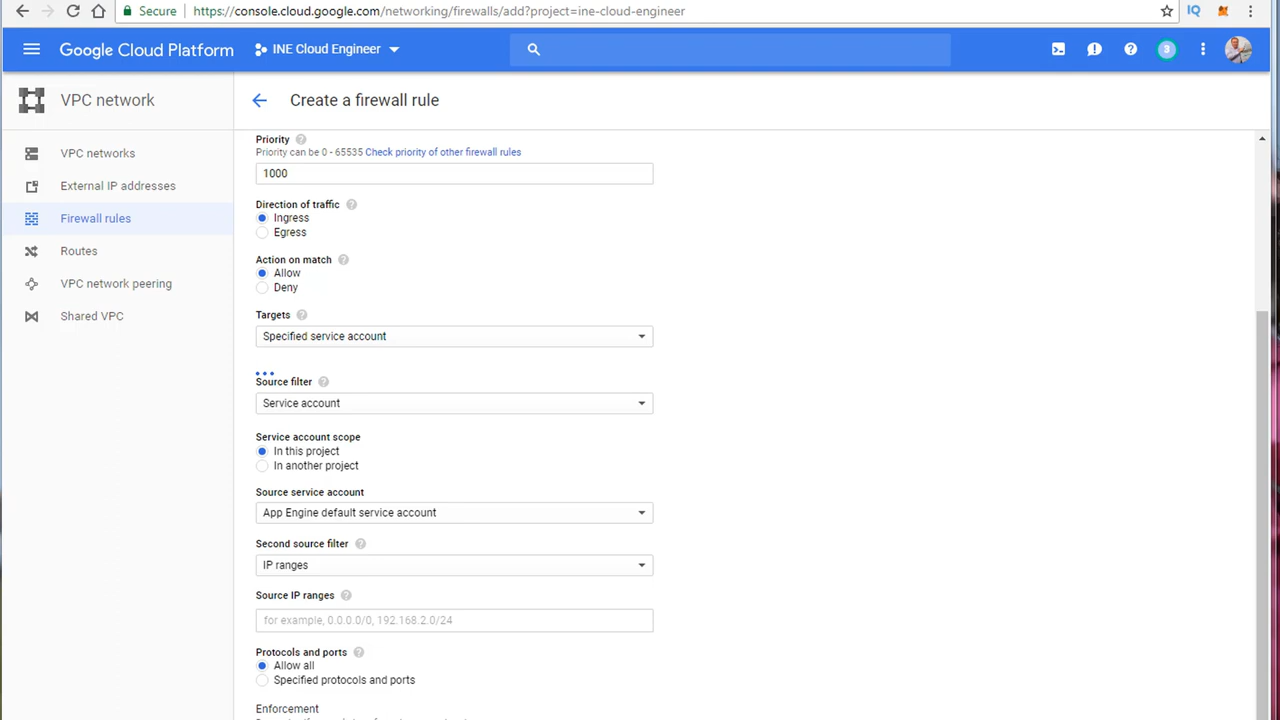 Secure
https://console.cloud.google.com/networking/firewalls/add?project=ine-cloud-engineer
IQ
Google Cloud Platform
INE Cloud Engineer
3
VPC network
Create a firewall rule
VPC networks
External IP addresses
Firewall rules
Routes
VPC network peering
Shared VPC
Priority
Priority can be 0 - 65535 Check priority of other firewall rules
1000
Direction of traffic
Ingress
Egress
Action on match
Allow
Deny
Targets
Specified service account
Source filter
Service account
Service account scope
In this project
In another project
Source service account
App Engine default service account
Second source filter
IP ranges
Source IP ranges
for example, 0.0.0.0/0, 192.168.2.0/24
Protocols and ports
Allow all
Specified protocols and ports
Enforcement